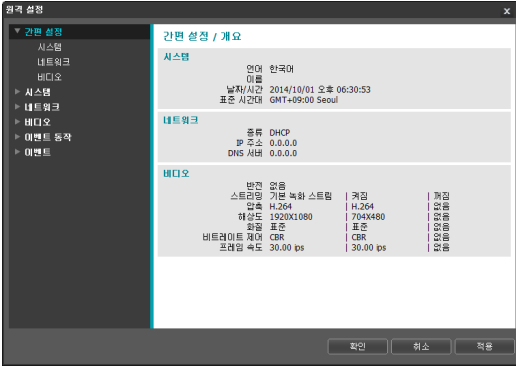 원격 설정
x
간편 설정
시스템
네트워크
비디오
시스템
네트워크
비디오
이벤트 동작
이벤트
간편 설정 / 개요
시스템
언어 한국어
이름
날짜/시간 2014/10/01 오후 06:30:53
표준 시간대 GMT+09:00 Seoul
네트워크
종류 DHCP
IP 주소 0.0.0.0
DNS 서버 0.0.0.0
비디오
반전 없음
스트리밍 기본 녹화 스트림 | 켜짐 | 꺼짐
압축 H.264 | H.264 | 없음
해상도 1920X1080 | 704X480 | 없음
화질 표준 | 표준 | 없음
비트레이트 제어 CBR | CBR | 없음
프레임 속도 30.00 ips | 30.00 ips | 없음
확인 취소 적용